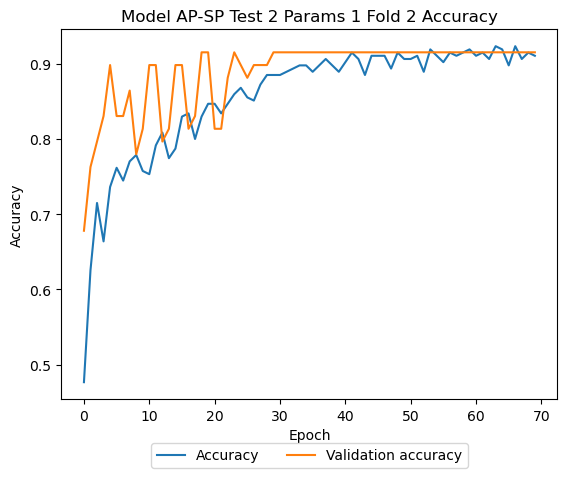 Model AP-SP Test 2 Params 1 Fold 2 Accuracy
Accuracy
0.9
0.8
0.7
0.6
0.5
0 10 20 30 40 50 60 70
Epoch
Accuracy Validation accuracy